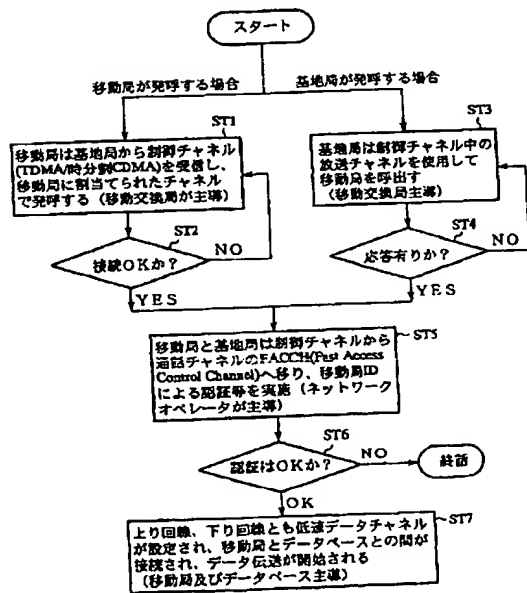 スタート
移動局が発呼する場合
基地局が発呼する場合
ST1
移動局は基地局から制御チャネル
(TDMA/時分割CDMA)を受信し、
移動局に割当てられたチャネル
で発呼する（移動交換局が主導）
ST3
基地局は制御チャネル中の
放送チャネルを使用して
移動局を呼出す
（移動交換局主導）
ST2
接続OKか？
NO
YES
ST4
応答有りか？
NO
YES
ST5
移動局と基地局は制御チャネルから
通話チャネルのFACCH(Fast Access
Control Channel)へ移り、移動局ID
による認証等を実施（ネットワーク
オペレータが主導）
ST6
認証はOKか？
NO
終話
OK
ST7
上り回線、下り回線とも低速データチャネル
が設定され、移動局とデータベースとの間が
接続され、データ伝送が開始される
（移動局及びデータベース主導）